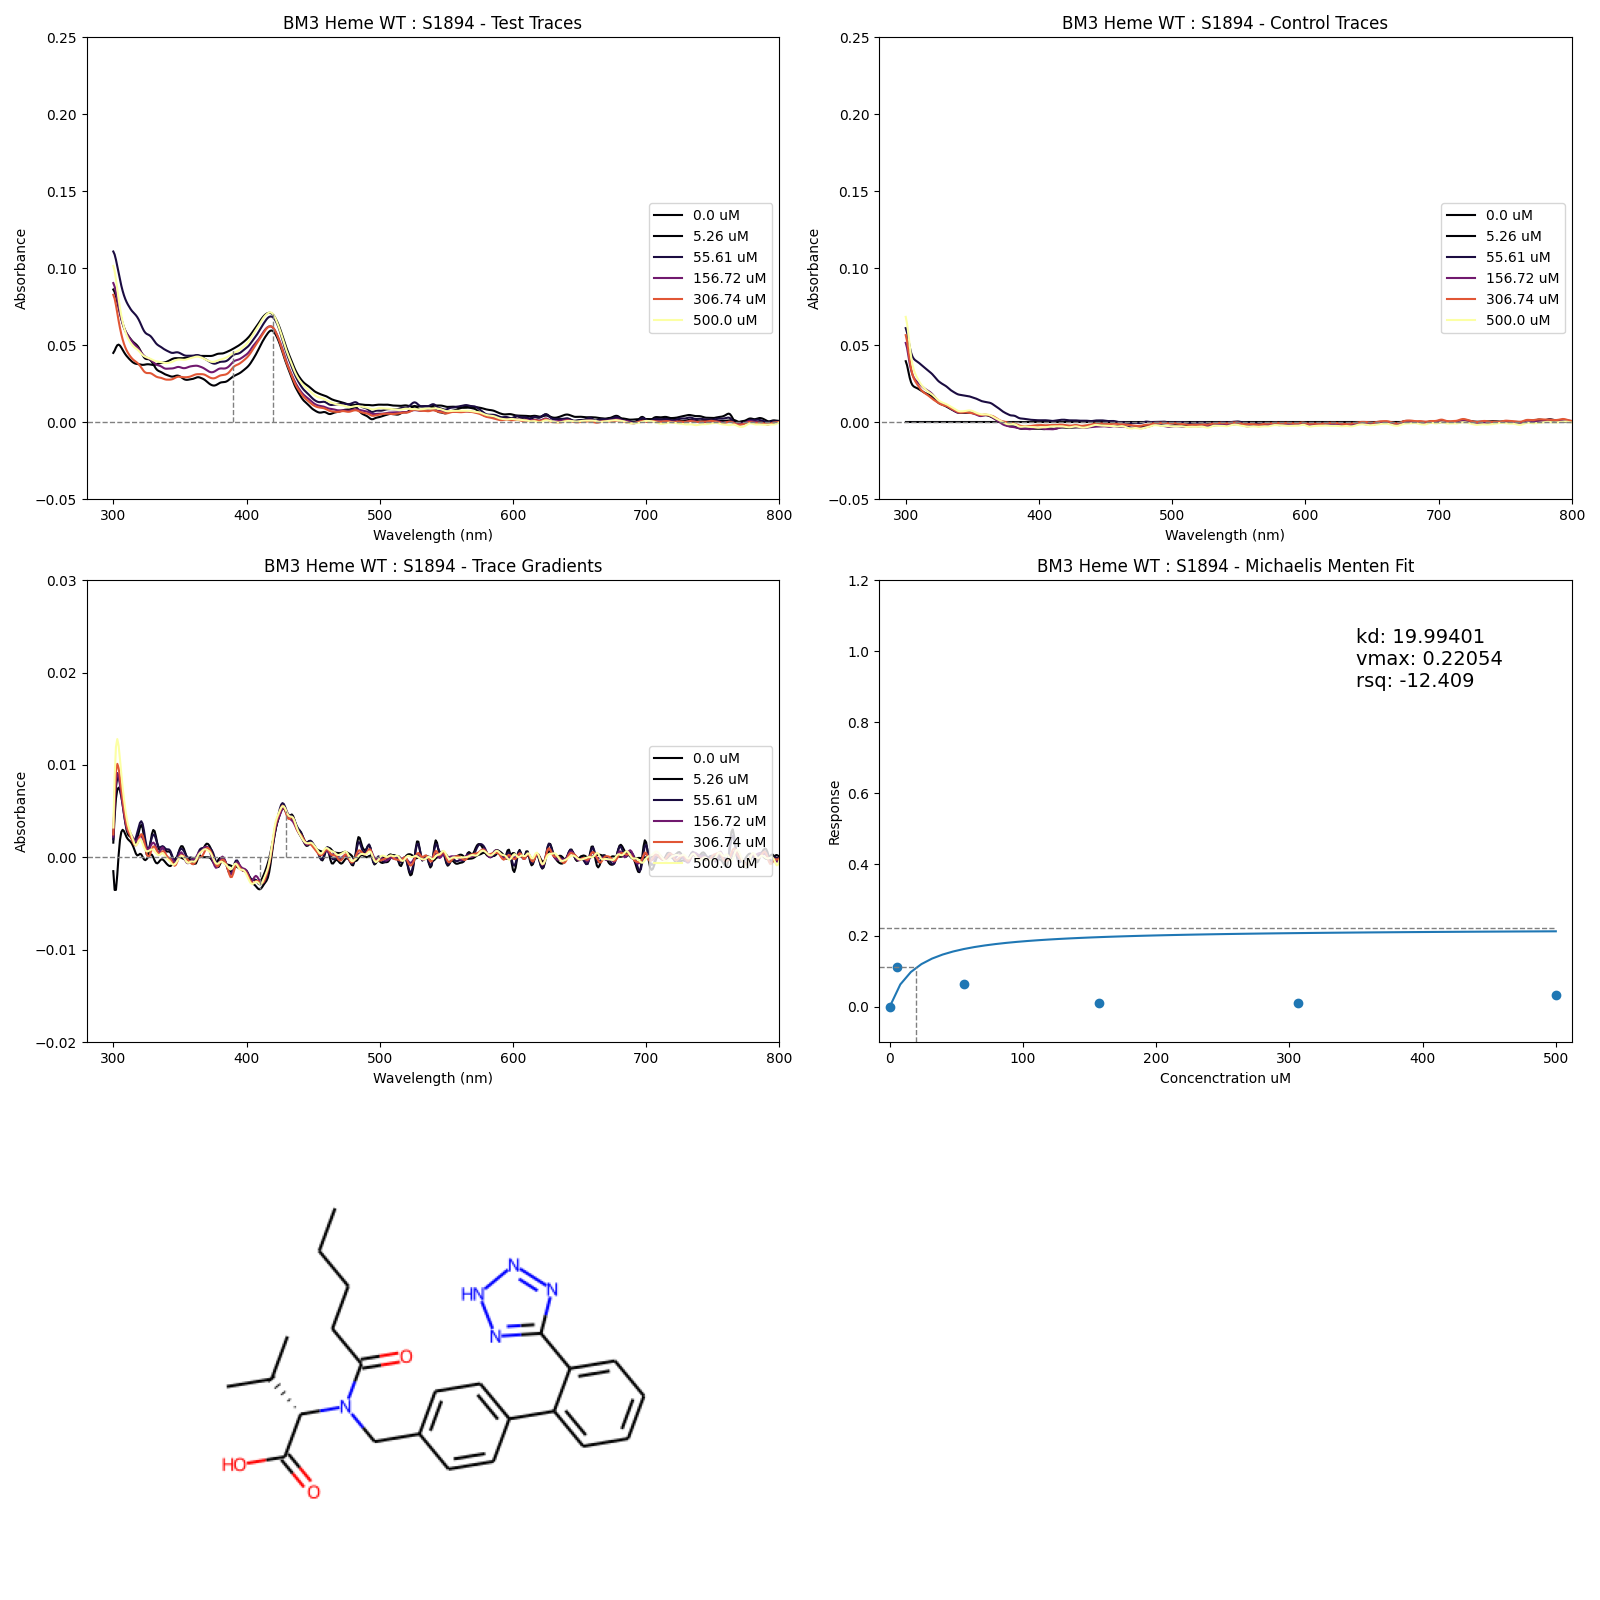 BM3 Heme WT : S1894 - Test Traces
0.25
0.20
0.15
0.10
0.05
0.00
−0.05
Absorbance
300 400 500 600 700 800
Wavelength (nm)
0.0 uM
5.26 uM
55.61 uM
156.72 uM
306.74 uM
500.0 uM
BM3 Heme WT : S1894 - Control Traces
0.25
0.20
0.15
0.10
0.05
0.00
−0.05
Absorbance
300 400 500 600 700 800
Wavelength (nm)
0.0 uM
5.26 uM
55.61 uM
156.72 uM
306.74 uM
500.0 uM
BM3 Heme WT : S1894 - Trace Gradients
0.03
0.02
0.01
0.00
−0.01
−0.02
Absorbance
300 400 500 600 700 800
Wavelength (nm)
0.0 uM
5.26 uM
55.61 uM
156.72 uM
306.74 uM
500.0 uM
BM3 Heme WT : S1894 - Michaelis Menten Fit
1.2
1.0
0.8
0.6
0.4
0.2
0.0
Response
0 100 200 300 400 500
Concenctration uM
kd: 19.99401
vmax: 0.22054
rsq: -12.409
N
HN
N
N
O
N
HO
O